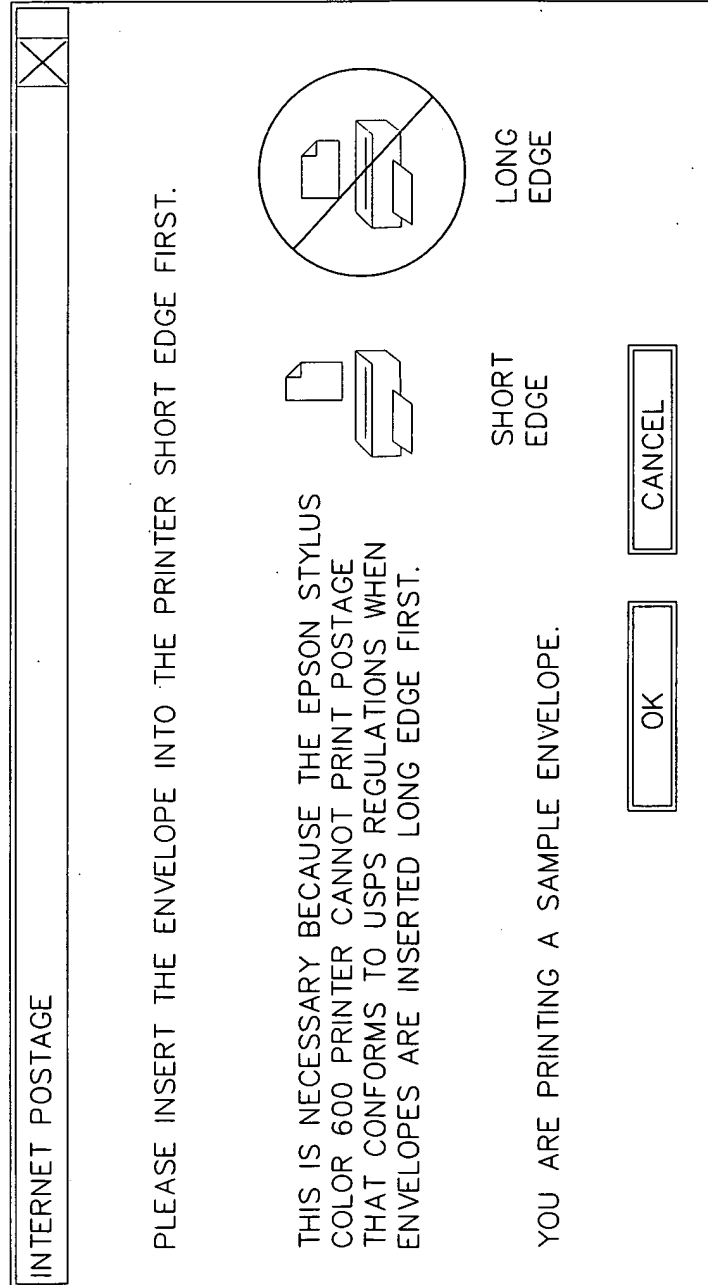 INTERNET POSTAGE
PLEASE INSERT THE ENVELOPE INTO THE PRINTER SHORT EDGE FIRST.
THIS IS NECESSARY BECAUSE THE EPSON STYLUS
COLOR 600 PRINTER CANNOT PRINT POSTAGE
THAT CONFORMS TO USPS REGULATIONS WHEN
ENVELOPES ARE INSERTED LONG EDGE FIRST.
SHORT
EDGE
LONG
EDGE
YOU ARE PRINTING A SAMPLE ENVELOPE.
OK
CANCEL